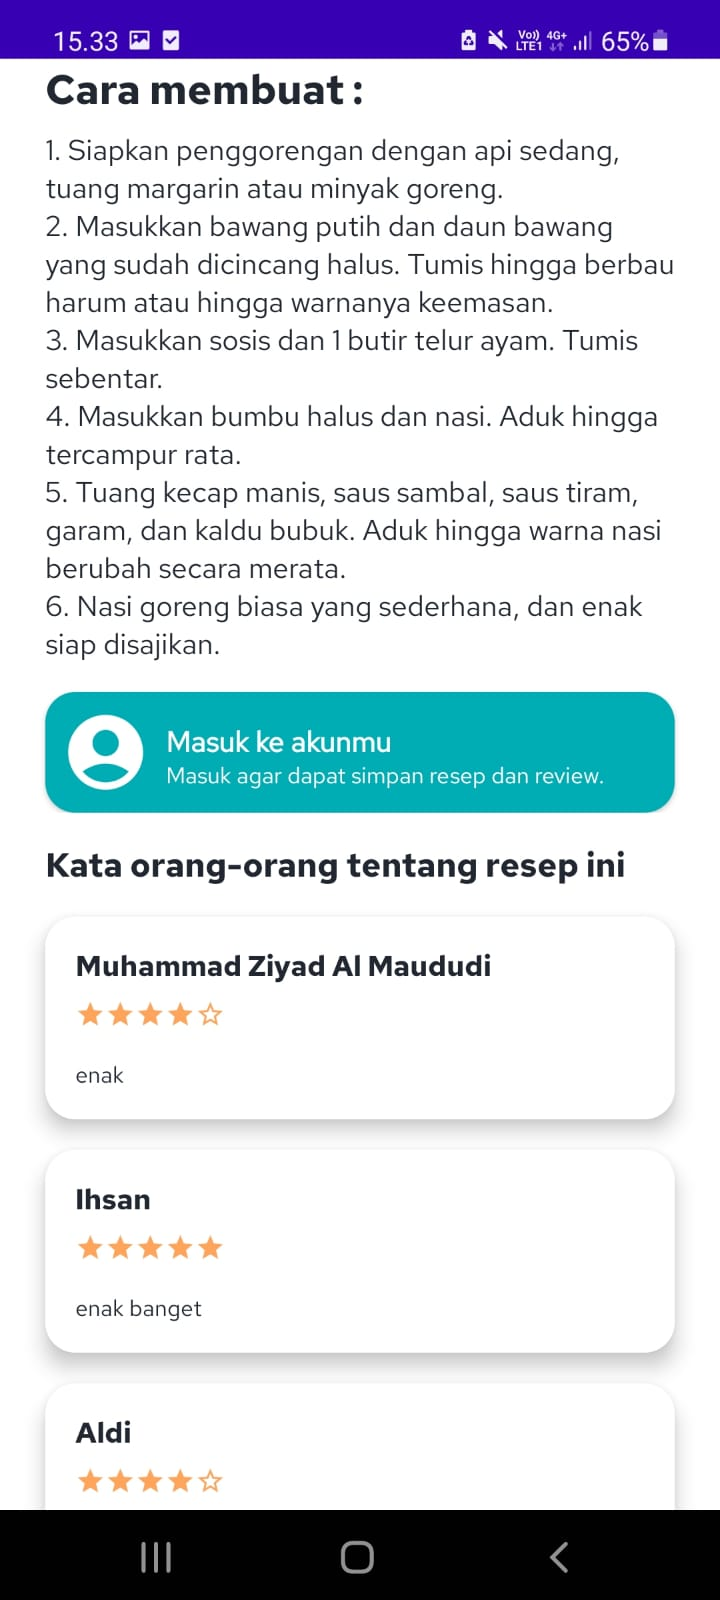 15.33
Vo)) 4G+
LTE1
65%
Cara membuat :
1. Siapkan penggorengan dengan api sedang,
tuang margarin atau minyak goreng.
2. Masukkan bawang putih dan daun bawang
yang sudah dicincang halus. Tumis hingga berbau
harum atau hingga warnanya keemasan.
3. Masukkan sosis dan 1 butir telur ayam. Tumis
sebentar.
4. Masukkan bumbu halus dan nasi. Aduk hingga
tercampur rata.
5. Tuang kecap manis, saus sambal, saus tiram,
garam, dan kaldu bubuk. Aduk hingga warna nasi
berubah secara merata.
6. Nasi goreng biasa yang sederhana, dan enak
siap disajikan.
Masuk ke akunmu
Masuk agar dapat simpan resep dan review.
Kata orang-orang tentang resep ini
Muhammad Ziyad Al Maududi
enak
Ihsan
enak banget
Aldi